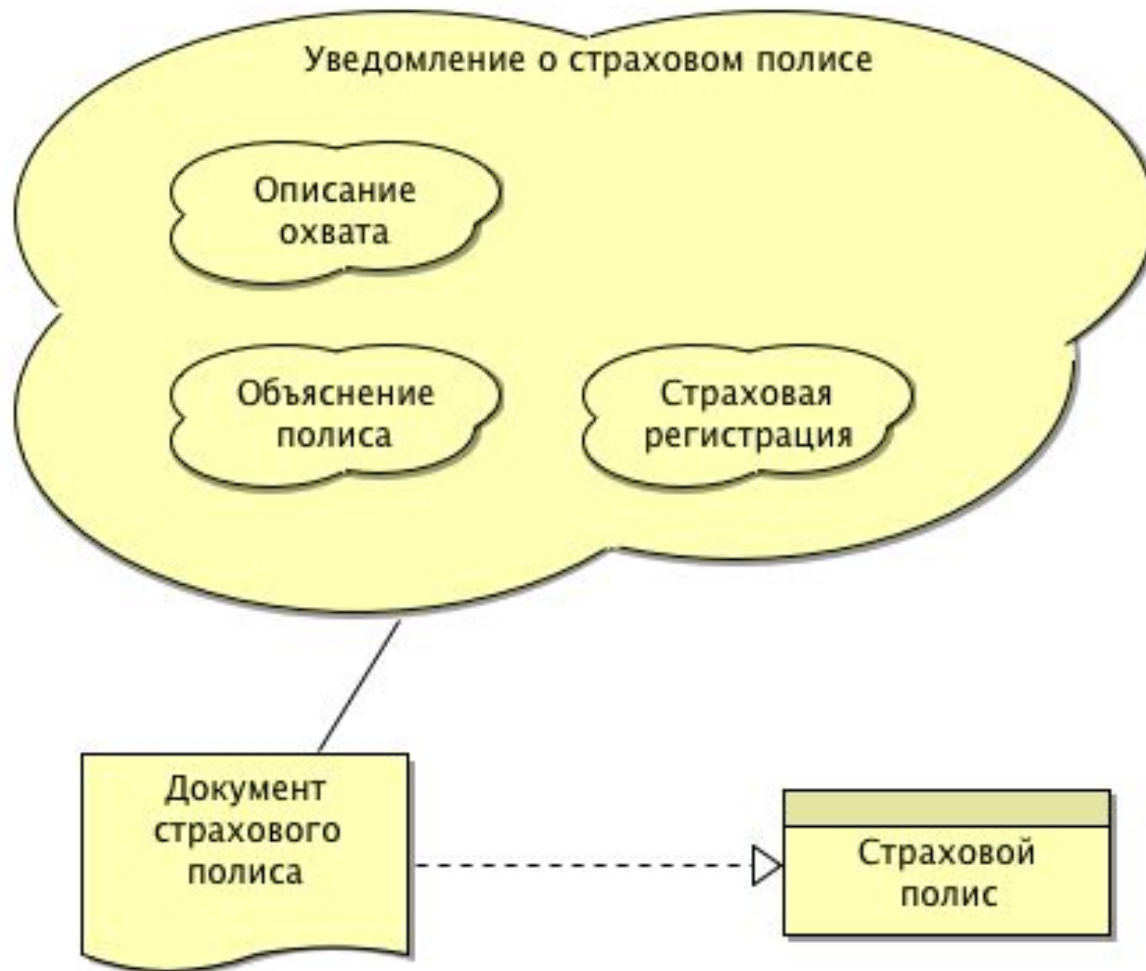 Уведомление о страховом полисе
Описание
охвата
Объяснение
полиса
Страховая
регистрация
Документ
страхового
полиса
Страховой
полис